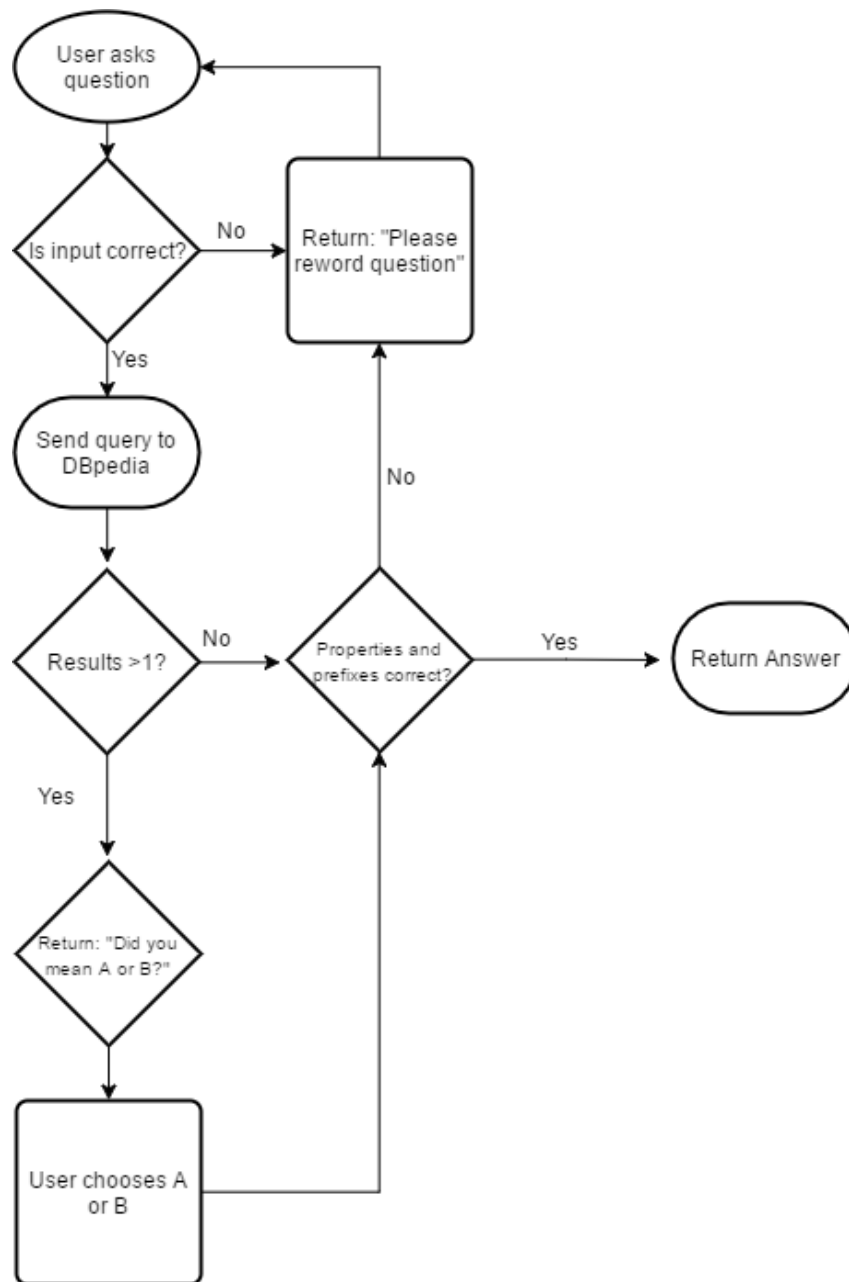 User asks
question
Is input correct?
No
Return: "Please
reword question"
Yes
Send query to
DBpedia
No
Results >1?
No
Properties and
prefixes correct?
Yes
Return Answer
Yes
Return: "Did you
mean A or B?"
User chooses A
or B